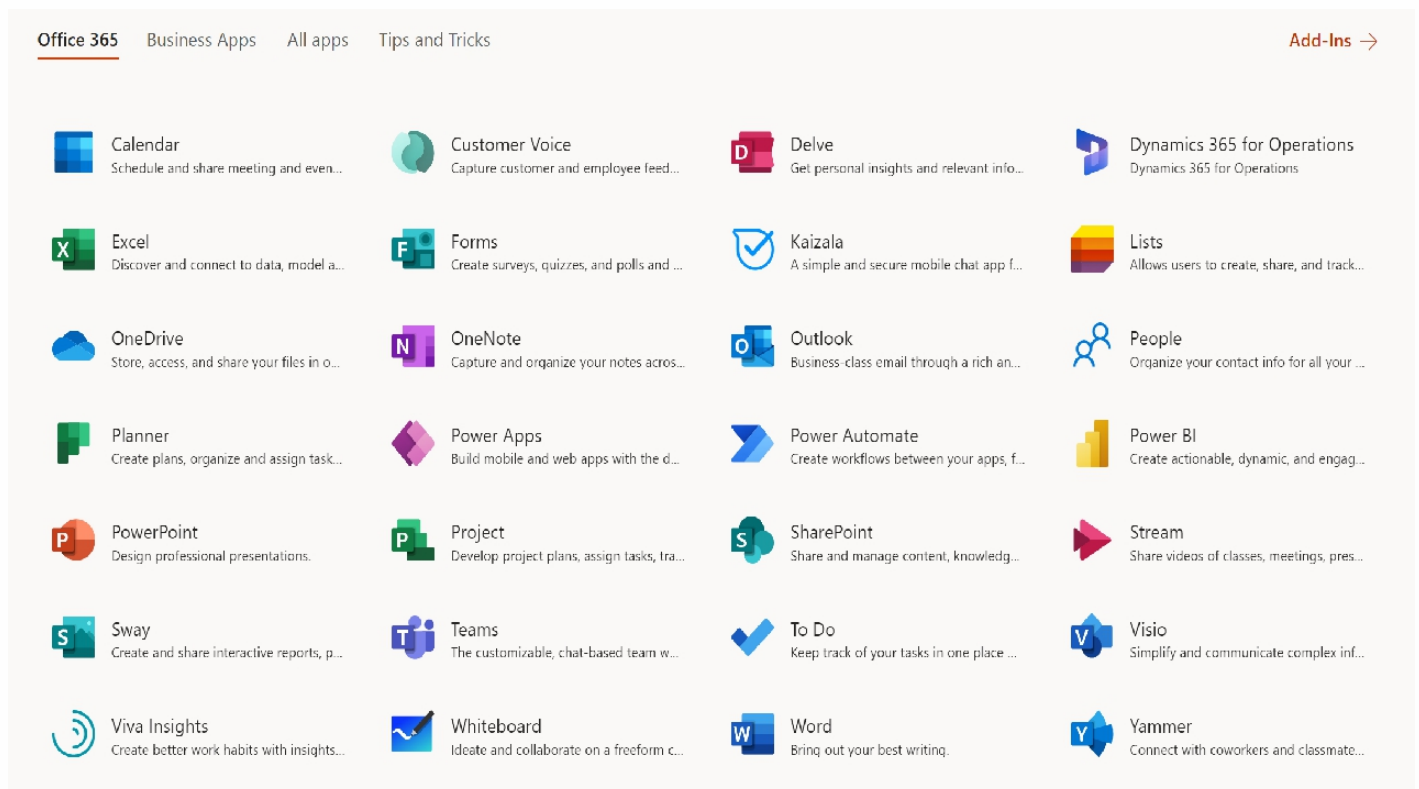 Office 365 Business Apps All apps Tips and Tricks Add-Ins →
Calendar
Schedule and share meeting and even...
Customer Voice
Capture customer and employee feed...
D
Delve
Get personal insights and relevant info...
Dynamics 365 for Operations
Dynamics 365 for Operations
X
Excel
Discover and connect to data, model a...
F
Forms
Create surveys, quizzes, and polls and ...
Kaizala
A simple and secure mobile chat app f...
Lists
Allows users to create, share, and track...
OneDrive
Store, access, and share your files in o...
N
OneNote
Capture and organize your notes acros...
O
Outlook
Business-class email through a rich an...
People
Organize your contact info for all your ...
Planner
Create plans, organize and assign task...
Power Apps
Build mobile and web apps with the d...
Power Automate
Create workflows between your apps, f...
Power BI
Create actionable, dynamic, and engag...
P
PowerPoint
Design professional presentations.
P
Project
Develop project plans, assign tasks, tra...
S
SharePoint
Share and manage content, knowledg...
Stream
Share videos of classes, meetings, pres...
S
Sway
Create and share interactive reports, p...
T
Teams
The customizable, chat-based team w...
To Do
Keep track of your tasks in one place ...
V
Visio
Simplify and communicate complex inf...
Viva Insights
Create better work habits with insights...
Whiteboard
Ideate and collaborate on a freeform c...
W
Word
Bring out your best writing.
Y
Yammer
Connect with coworkers and classmate...